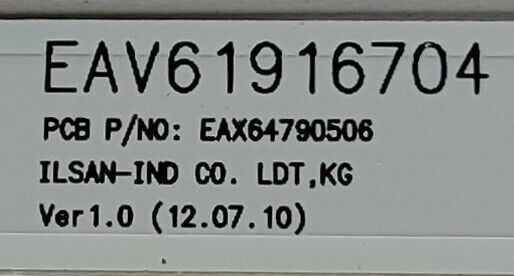 EAV61916704
PCB P/NO: EAX64790506
ILSAN-IND CO. LDT,KG
Ver1.0 (12.07.10)